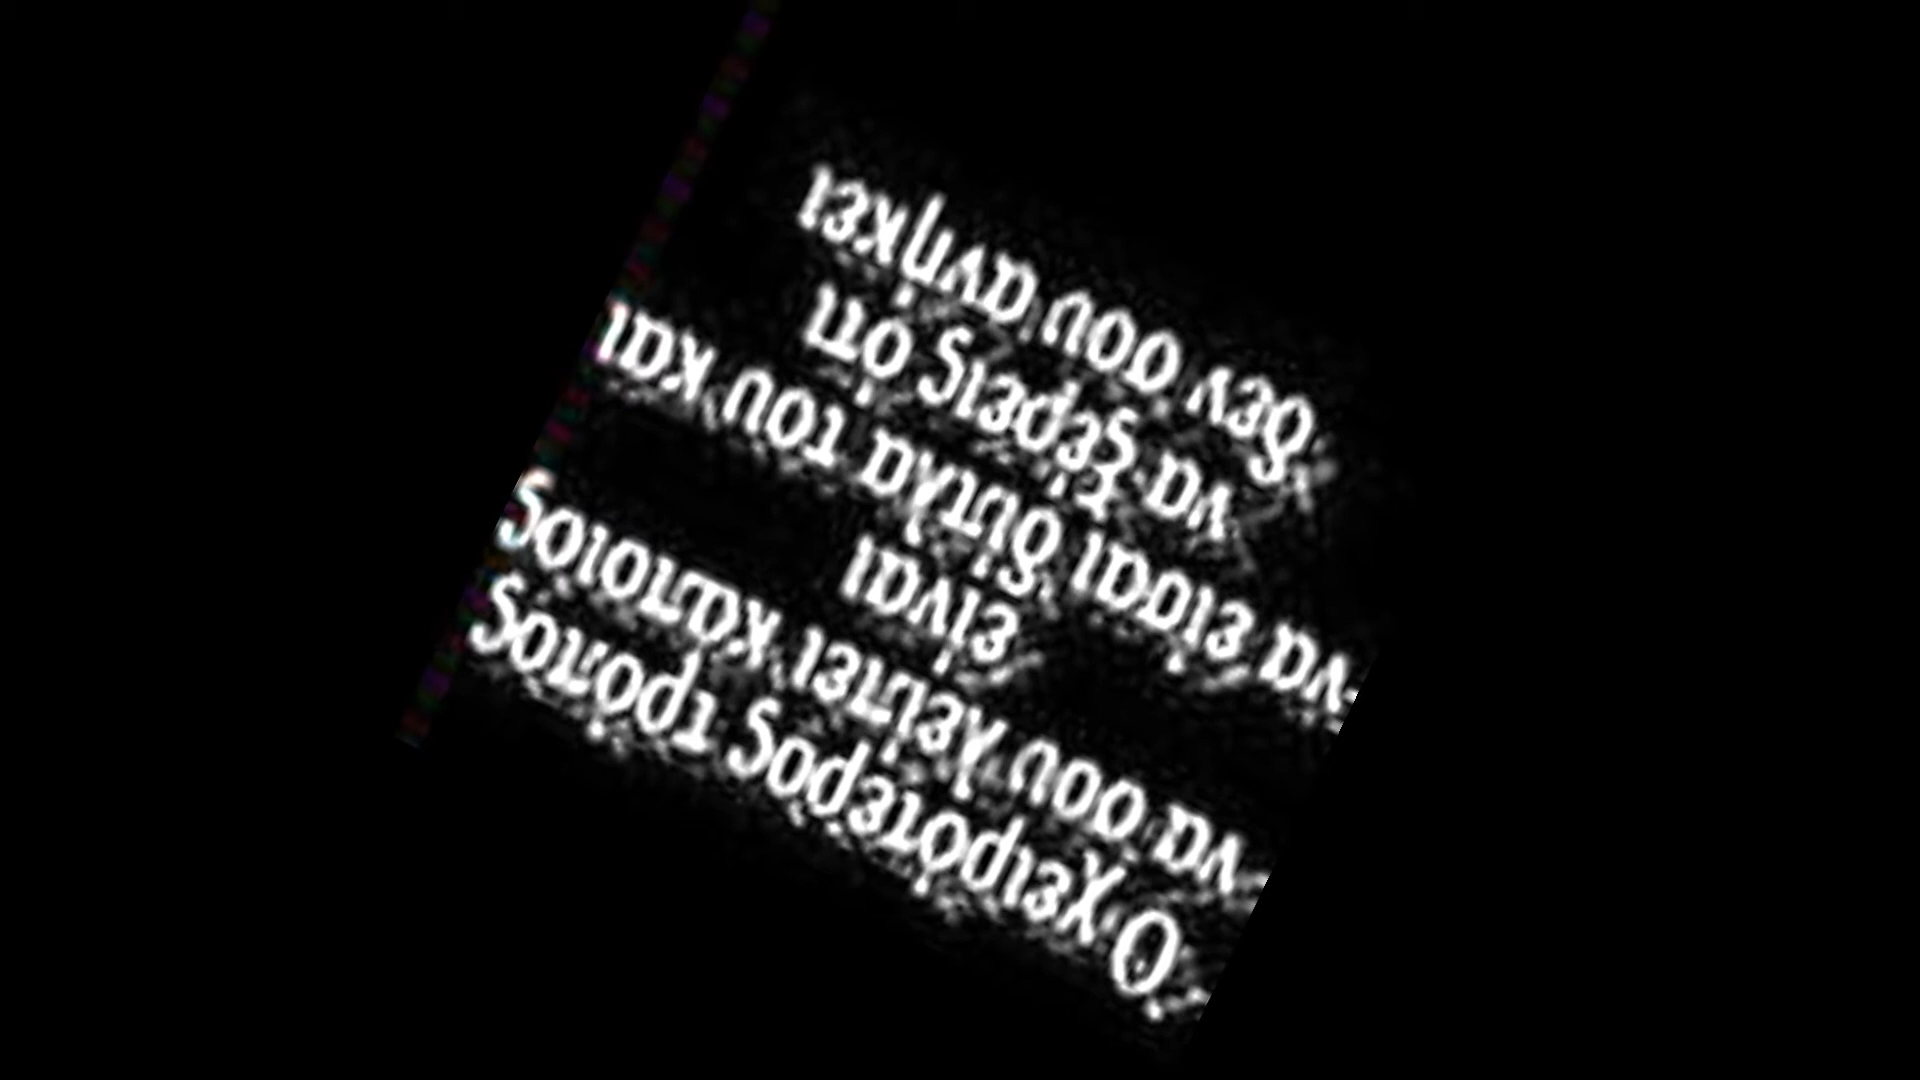 Ο χειρότερος τρόπος
να σου λείπει κάποιος
είναι
να είσαι δίπλα του και
να ξέρεις ότι
δεν σου ανήκει